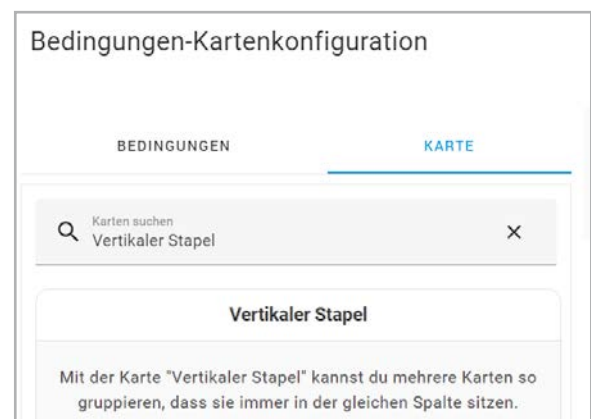 Bedingungen-Kartenkonfiguration
BEDINGUNGEN
KARTE
Karten suchen
Vertikaler Stapel
Vertikaler Stapel
Mit der Karte "Vertikaler Stapel" kannst du mehrere Karten so
gruppieren, dass sie immer in der gleichen Spalte sitzen.